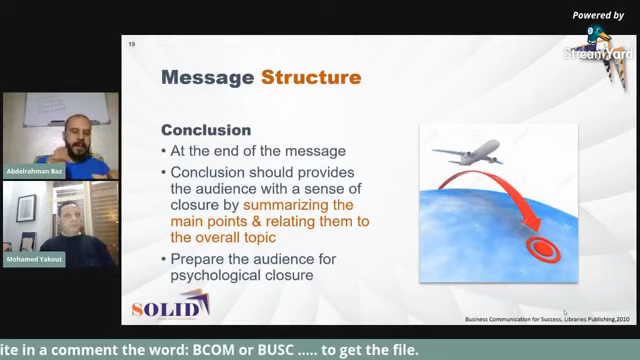 Powered by
StreamYard
19
Message Structure
Conclusion
• At the end of the message
• Conclusion should provides
the audience with a sense of
closure by summarizing the
main points & relating them to
the overall topic
• Prepare the audience for
psychological closure
Abdelrahman Baz
Mohamed Yakout
SOLID
Business Communication for Success, Libraries Publishing,2010
ite in a comment the word: BCOM or BUSC ..... to get the file.